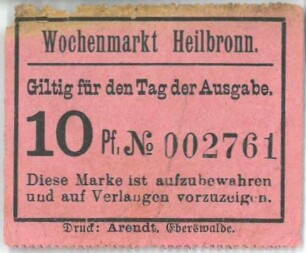 Wochenmarkt Heilbronn.
Giltig für den Tag der Ausgabe.
10 Pf. № 002761
Diese Marke ist aufzubewahren
und auf Verlangen vorzuzeigen.
Druck: Arendt, Eberswalde.